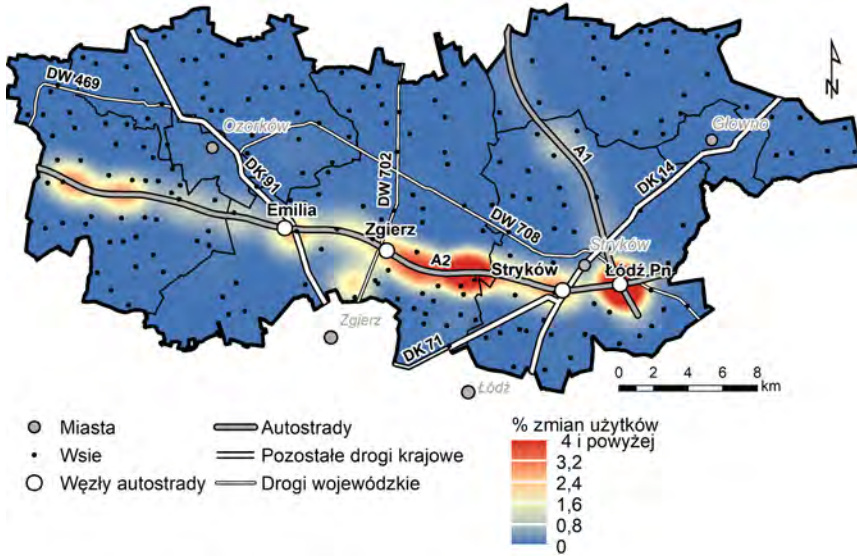 DW 469
Ozorków
DK 91
DW 702
A1
Głowno
DK 14
N
Emilia
Zgierz
DW 708
A2
Stryków
Stryków
Łódź Pn
Zgierz
DK 71
Łódź
0 2 4 6 8
km
Miasta
Wsie
Węzły autostrady
Autostrady
Pozostałe drogi krajowe
Drogi wojewódzkie
% zmian użytków
4 i powyżej
3,2
2,4
1,6
0,8
0